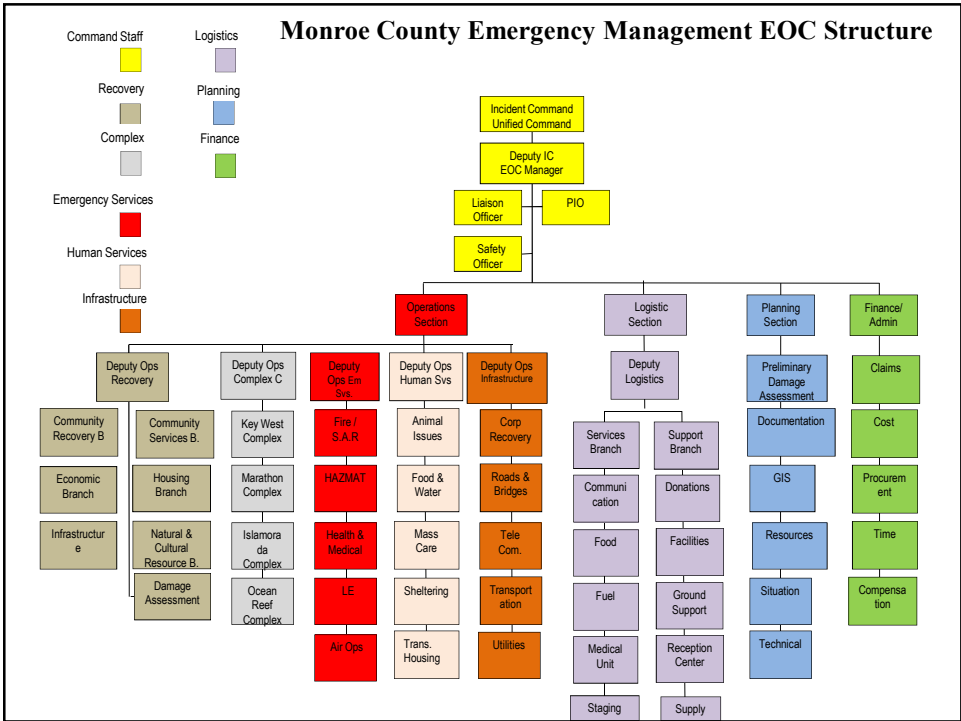 Monroe County Emergency Management EOC Structure
Command Staff
Logistics
Recovery
Planning
Complex
Finance
Emergency Services
Human Services
Infrastructure
Incident Command
Unified Command
Deputy IC
EOC Manager
Liaison
Officer
PIO
Safety
Officer
Operations
Section
Logistic
Section
Planning
Section
Finance/
Admin
Deputy Ops
Recovery
Deputy Ops
Complex C
Deputy
Ops Em
Svs
Deputy Ops
Human Svs
Deputy Ops
Infrastructure
Deputy
Logistics
Preliminary
Damage
Assessment
Claims
Community
Recovery B
Community
Services B.
Key West
Complex
Fire /
S.A.R
Animal
Issues
Corp
Recovery
Services
Branch
Support
Branch
Documentation
Cost
Economic
Branch
Housing
Branch
Marathon
Complex
HAZMAT
Food &
Water
Roads &
Bridges
Communi
cation
Donations
GIS
Procurem
ent
Infrastructur
e
Natural &
Cultural
Resource B.
Islamora
da
Complex
Health &
Medical
Mass
Care
Tele
Com.
Food
Facilities
Resources
Time
Damage
Assessment
Ocean
Reef
Complex
LE
Sheltering
Transport
ation
Fuel
Ground
Support
Situation
Compensa
tion
Air Ops
Trans.
Housing
Utilities
Medical
Unit
Reception
Center
Technical
Staging
Supply